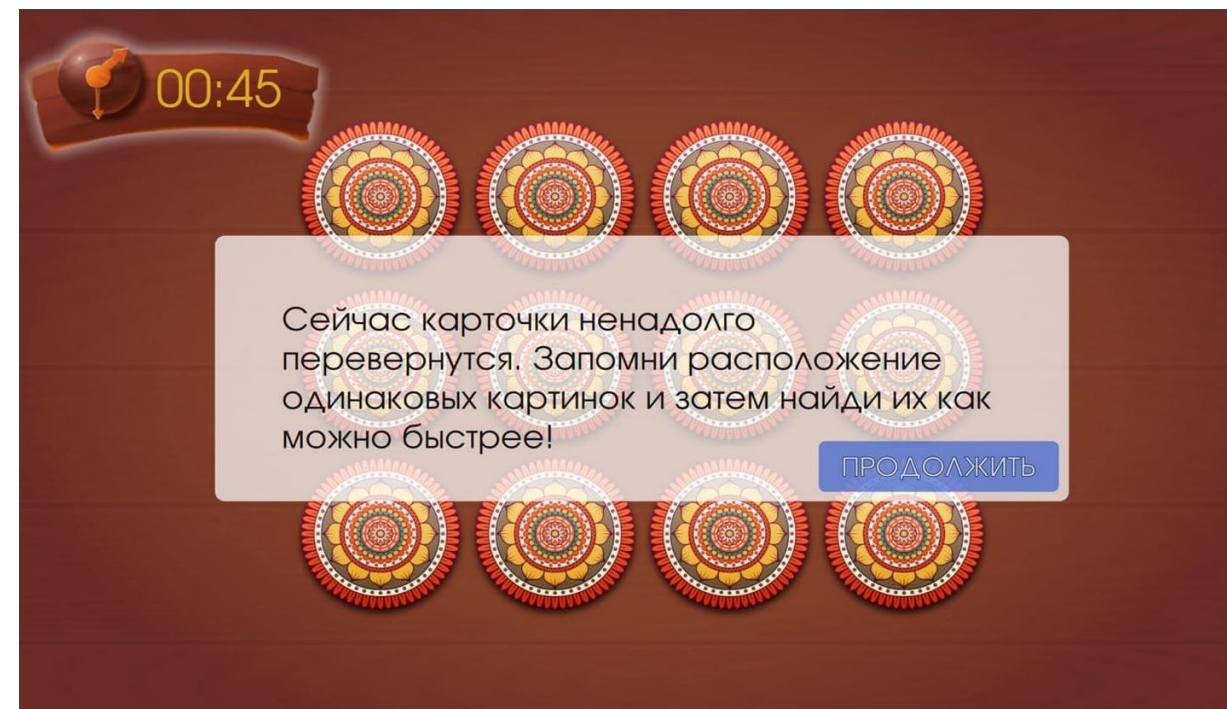 00:45
Сейчас карточки ненадолго
перевернутся. Запомни расположение
одинаковых картинок и затем найди их как
можно быстрее!
ПРОДОЛЖИТЬ